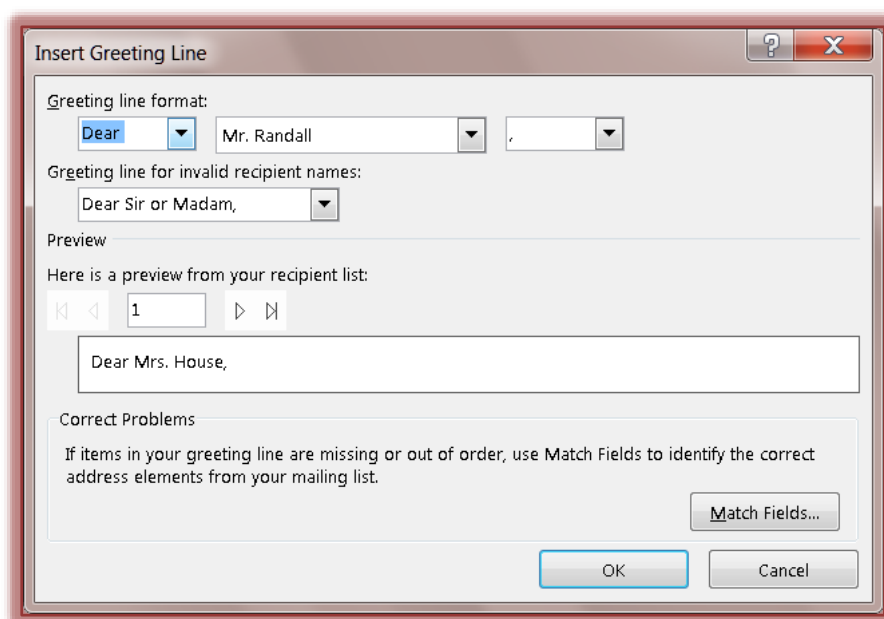 Insert Greeting Line
Greeting line format:
Dear Mr. Randall ,
Greeting line for invalid recipient names:
Dear Sir or Madam,
Preview
Here is a preview from your recipient list:
1
Dear Mrs. House,
Correct Problems
If items in your greeting line are missing or out of order, use Match Fields to identify the correct
address elements from your mailing list.
Match Fields...
OK Cancel